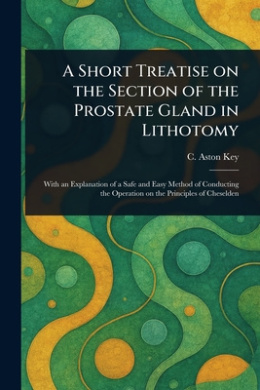 A Short Treatise on
the Section of the
Prostate Gland in
Lithotomy
C. Aston Key
With an Explanation of a Safe and Easy Method of Conducting
the Operation on the Principles of Cheselden